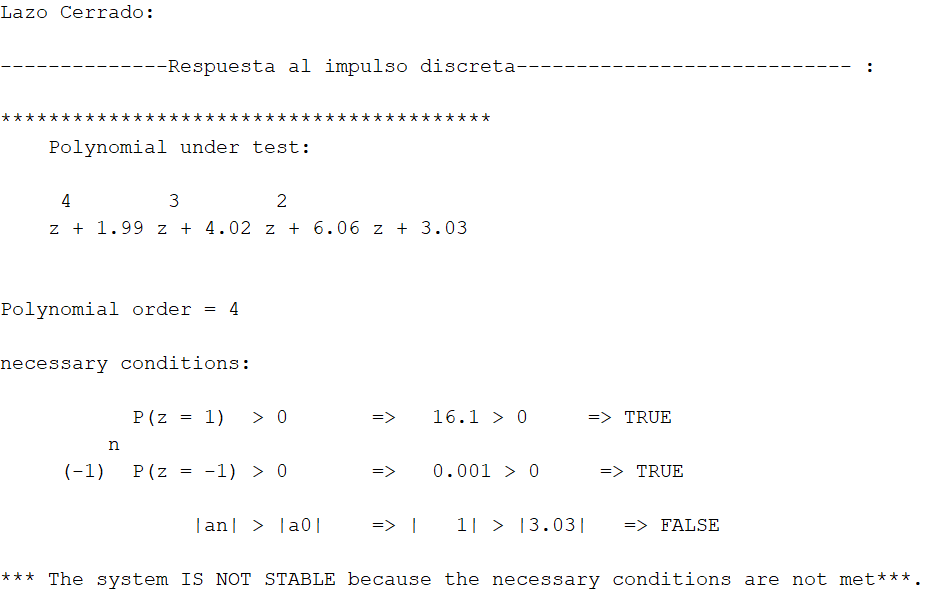 Lazo Cerrado:
--------------Respuesta al impulso discreta---------------------------- :
*****************************************
Polynomial under test:
4 3 2
z + 1.99 z + 4.02 z + 6.06 z + 3.03
Polynomial order = 4
necessary conditions:
P(z = 1) > 0 => 16.1 > 0 => TRUE
n
(-1) P(z = -1) > 0 => 0.001 > 0 => TRUE
|an| > |a0| => | 1| > |3.03| => FALSE
*** The system IS NOT STABLE because the necessary conditions are not met***.